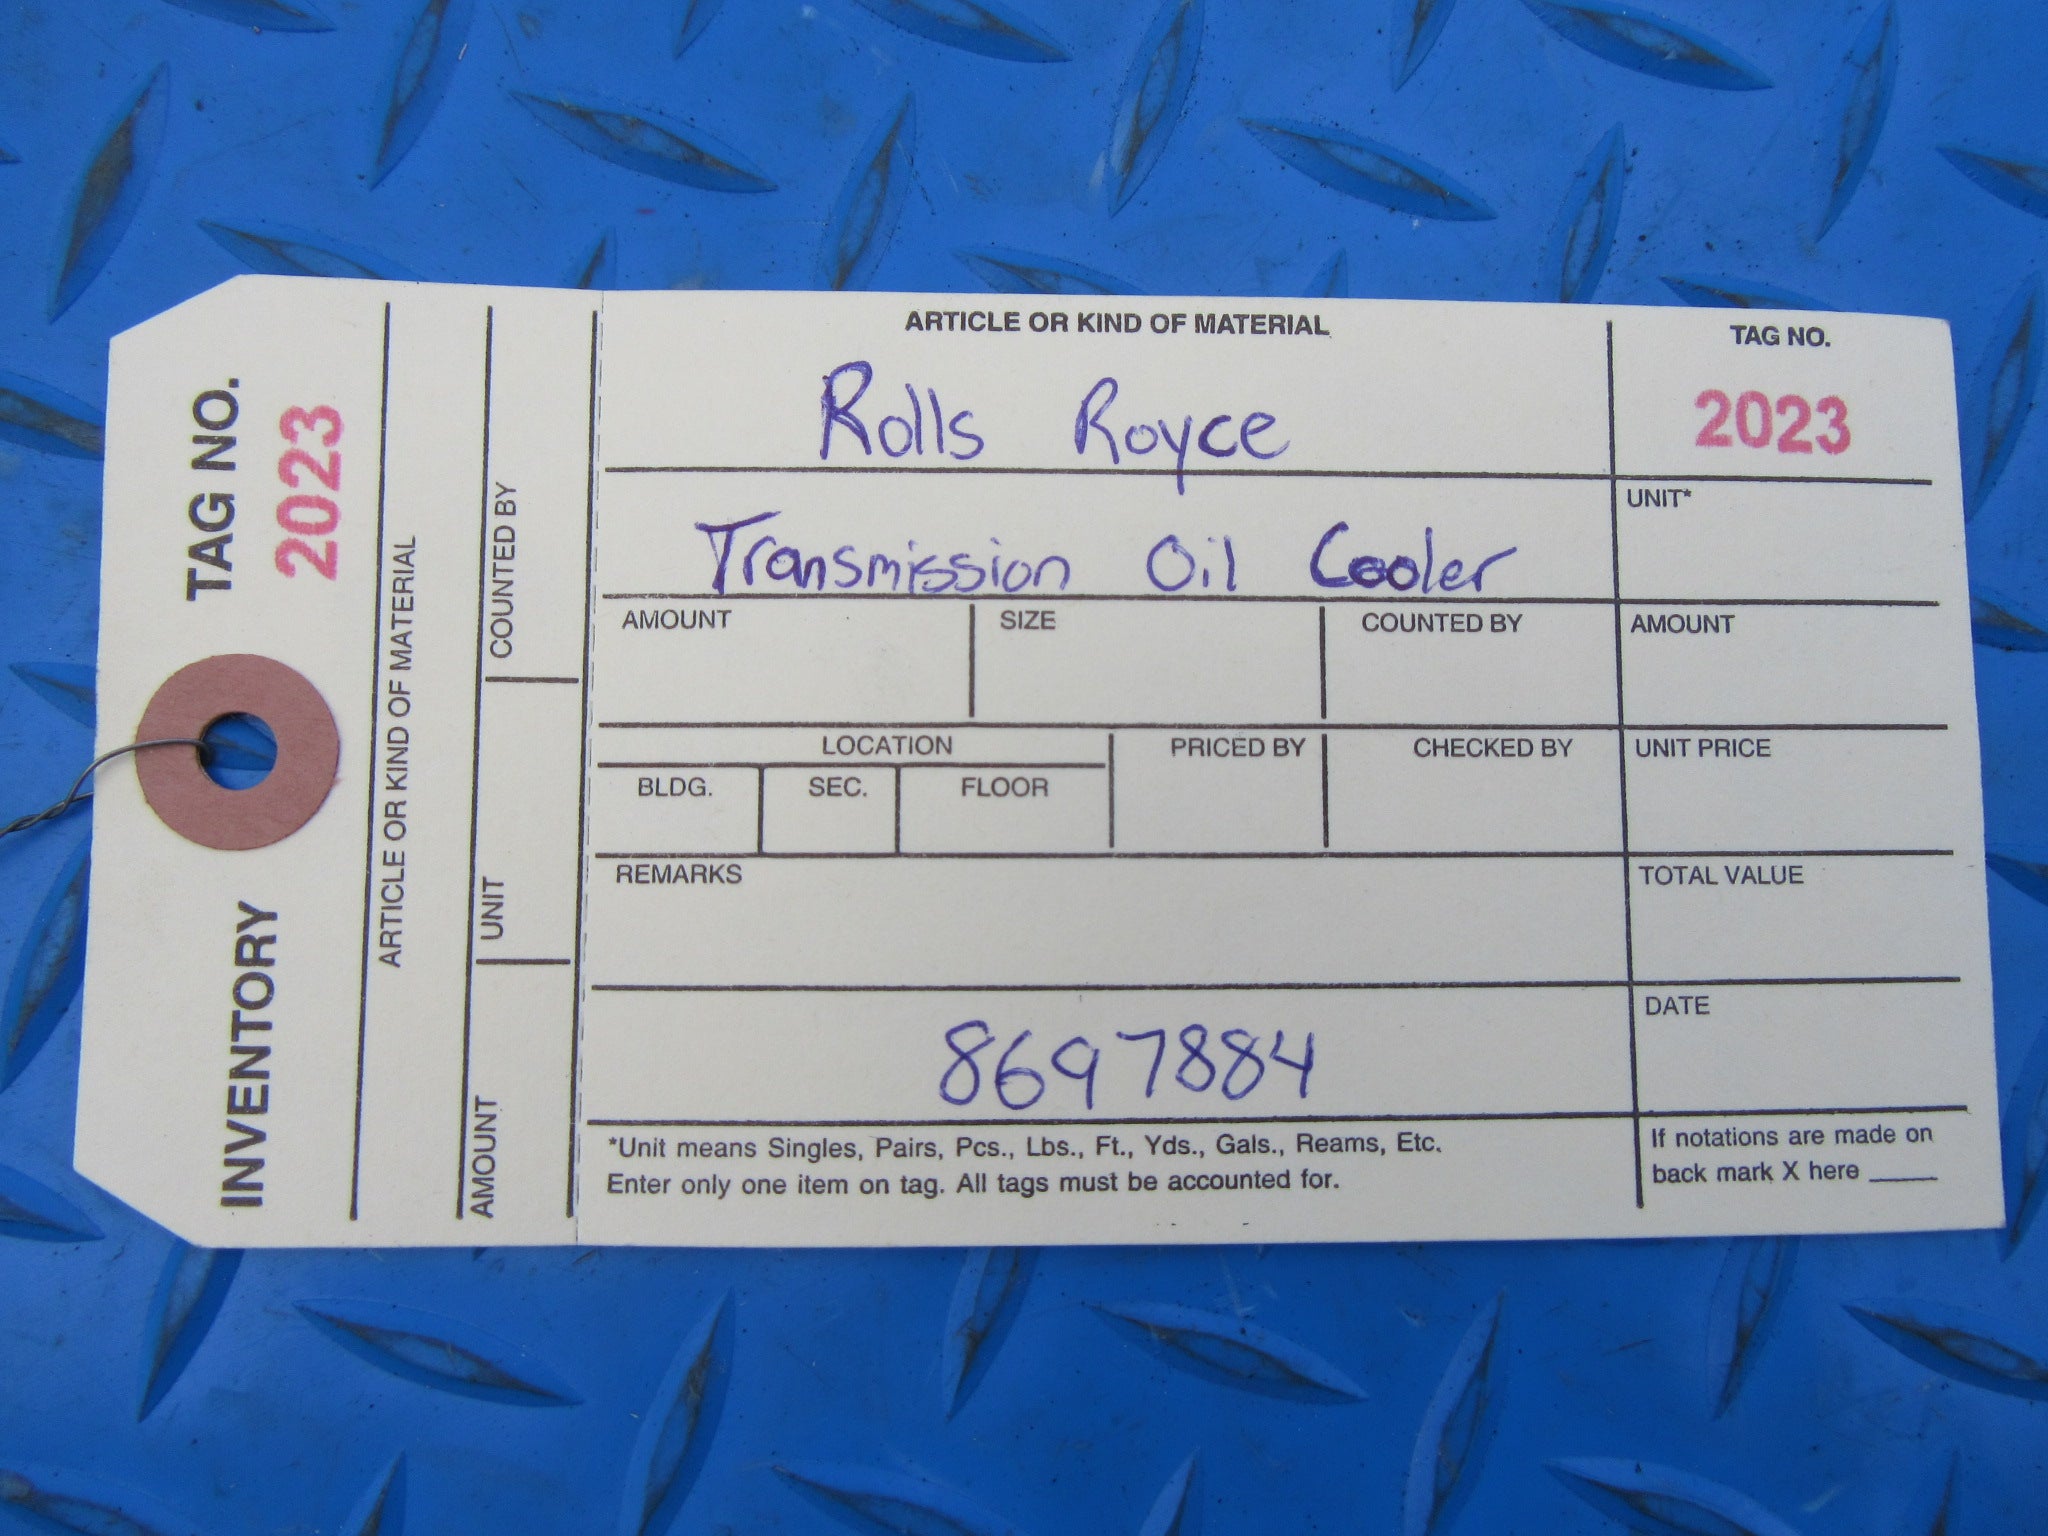 TAG NO.
2023
INVENTORY
ARTICLE OR KIND OF MATERIAL
COUNTED BY
UNIT
AMOUNT
ARTICLE OR KIND OF MATERIAL
Rolls Royce
Transmission Oil Cooler
TAG NO.
2023
UNIT*
AMOUNT SIZE COUNTED BY AMOUNT
LOCATION PRICED BY CHECKED BY UNIT PRICE
BLDG. SEC. FLOOR
REMARKS TOTAL VALUE
DATE
8697884
*Unit means Singles, Pairs, Pcs., Lbs., Ft., Yds., Gals., Reams, Etc.
Enter only one item on tag. All tags must be accounted for.
If notations are made on
back mark X here _____